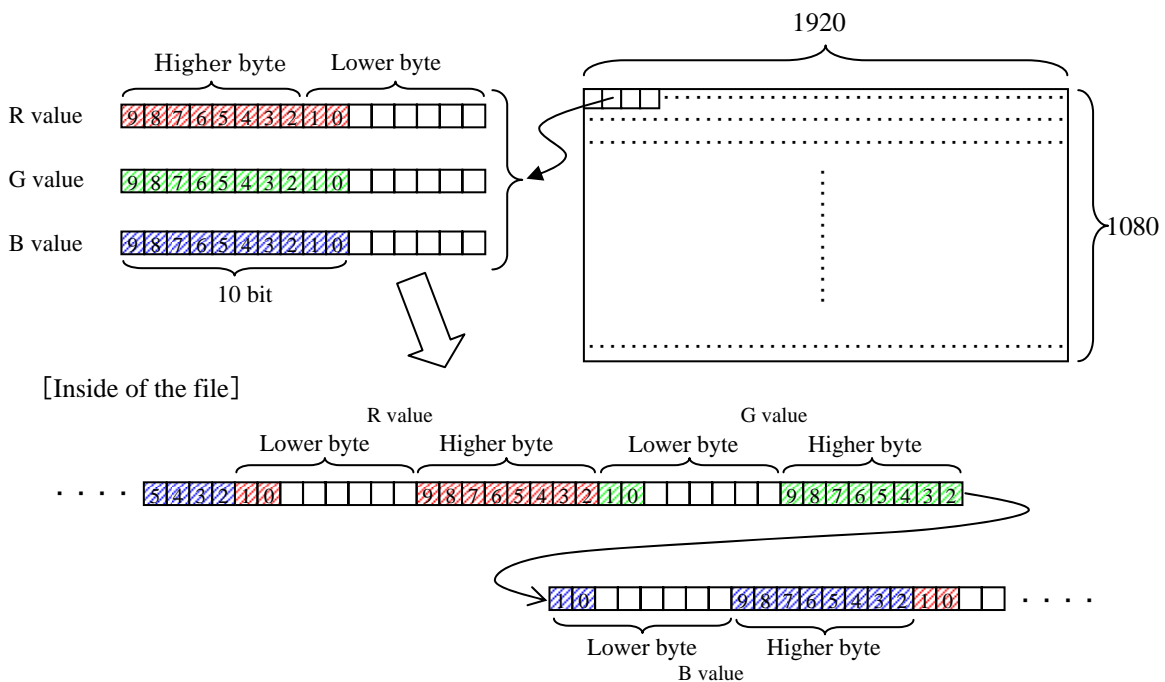 1920
Higher byte Lower byte
R value 9 8 7 6 5 4 3 2 1 0
G value 9 8 7 6 5 4 3 2 1 0
1080
B value 9 8 7 6 5 4 3 2 1 0
10 bit
[Inside of the file]
R value G value
Lower byte Higher byte Lower byte Higher byte
5 4 3 2 1 0 9 8 7 6 5 4 3 2 1 0 9 8 7 6 5 4 3 2
1 0 9 8 7 6 5 4 3 2 1 0
Lower byte Higher byte
B value